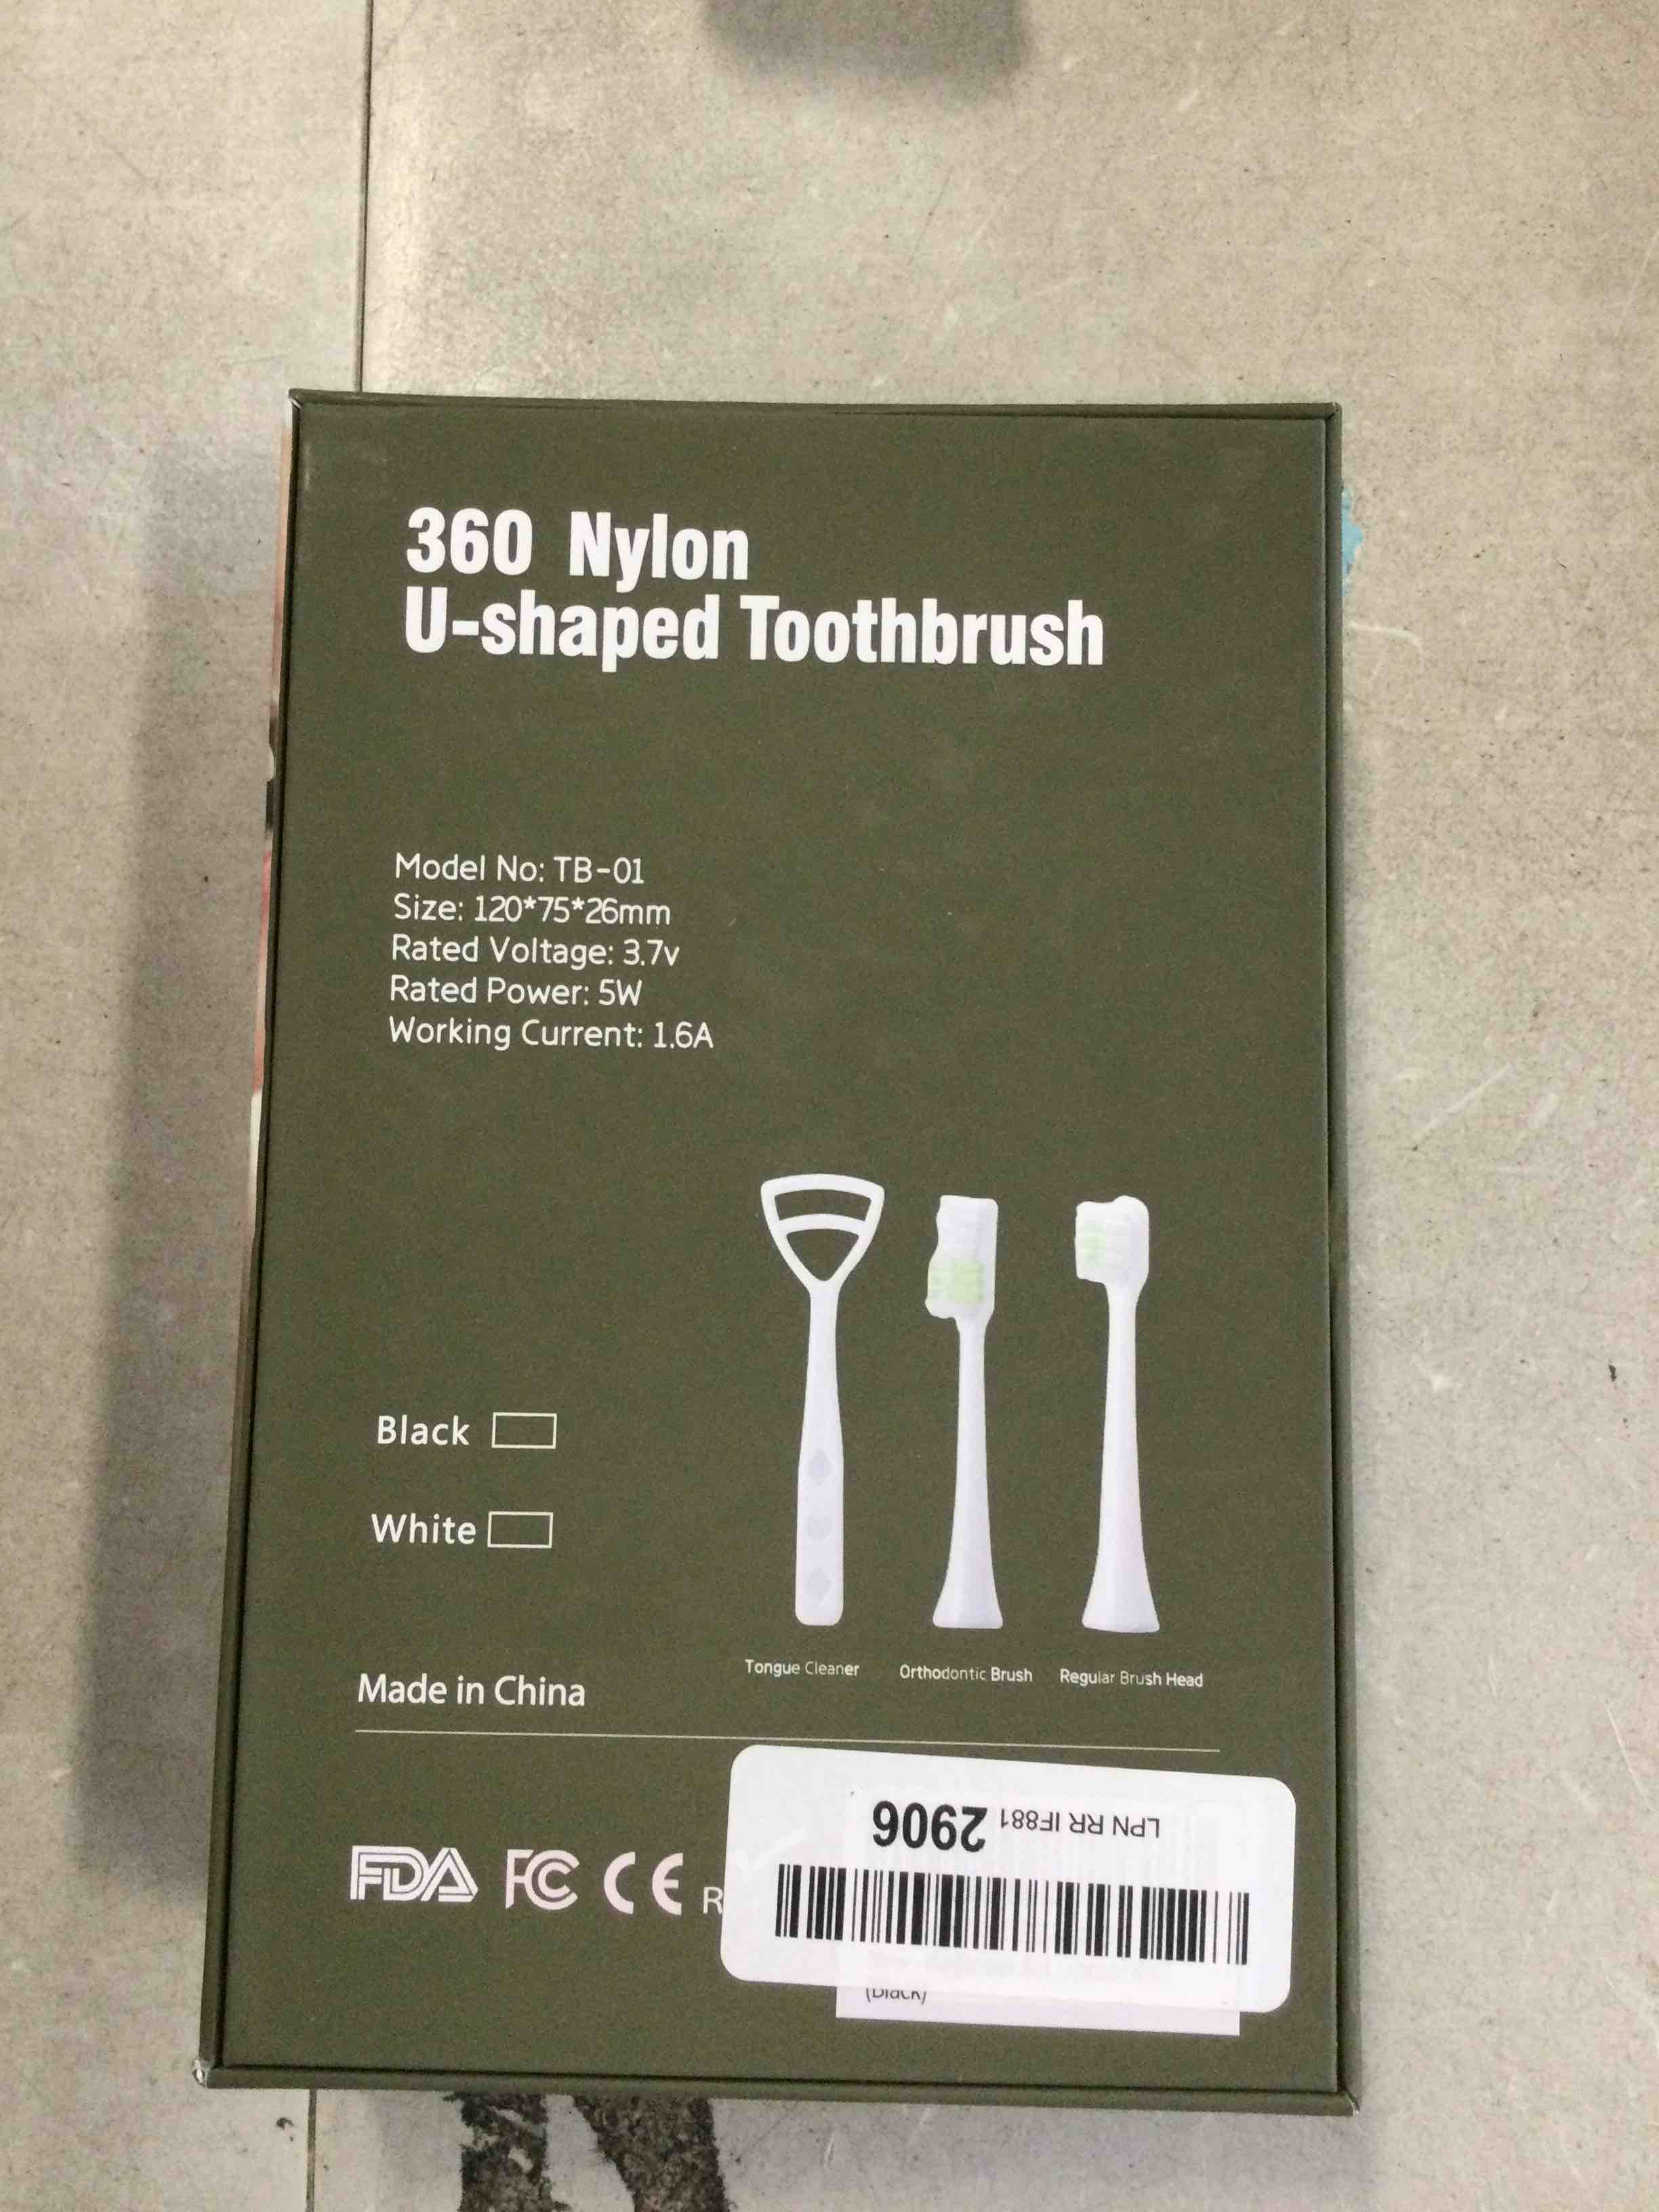 360 Nylon
U-shaped Toothbrush
Model No: TB-01
Size: 120*75*26mm
Rated Voltage: 3.7v
Rated Power: 5W
Working Current: 1.6A
Black
White
Tongue Cleaner
Orthodontic Brush
Regular Brush Head
Made in China
FDA FC CE R
LPN RR IF881 2906
(Black)